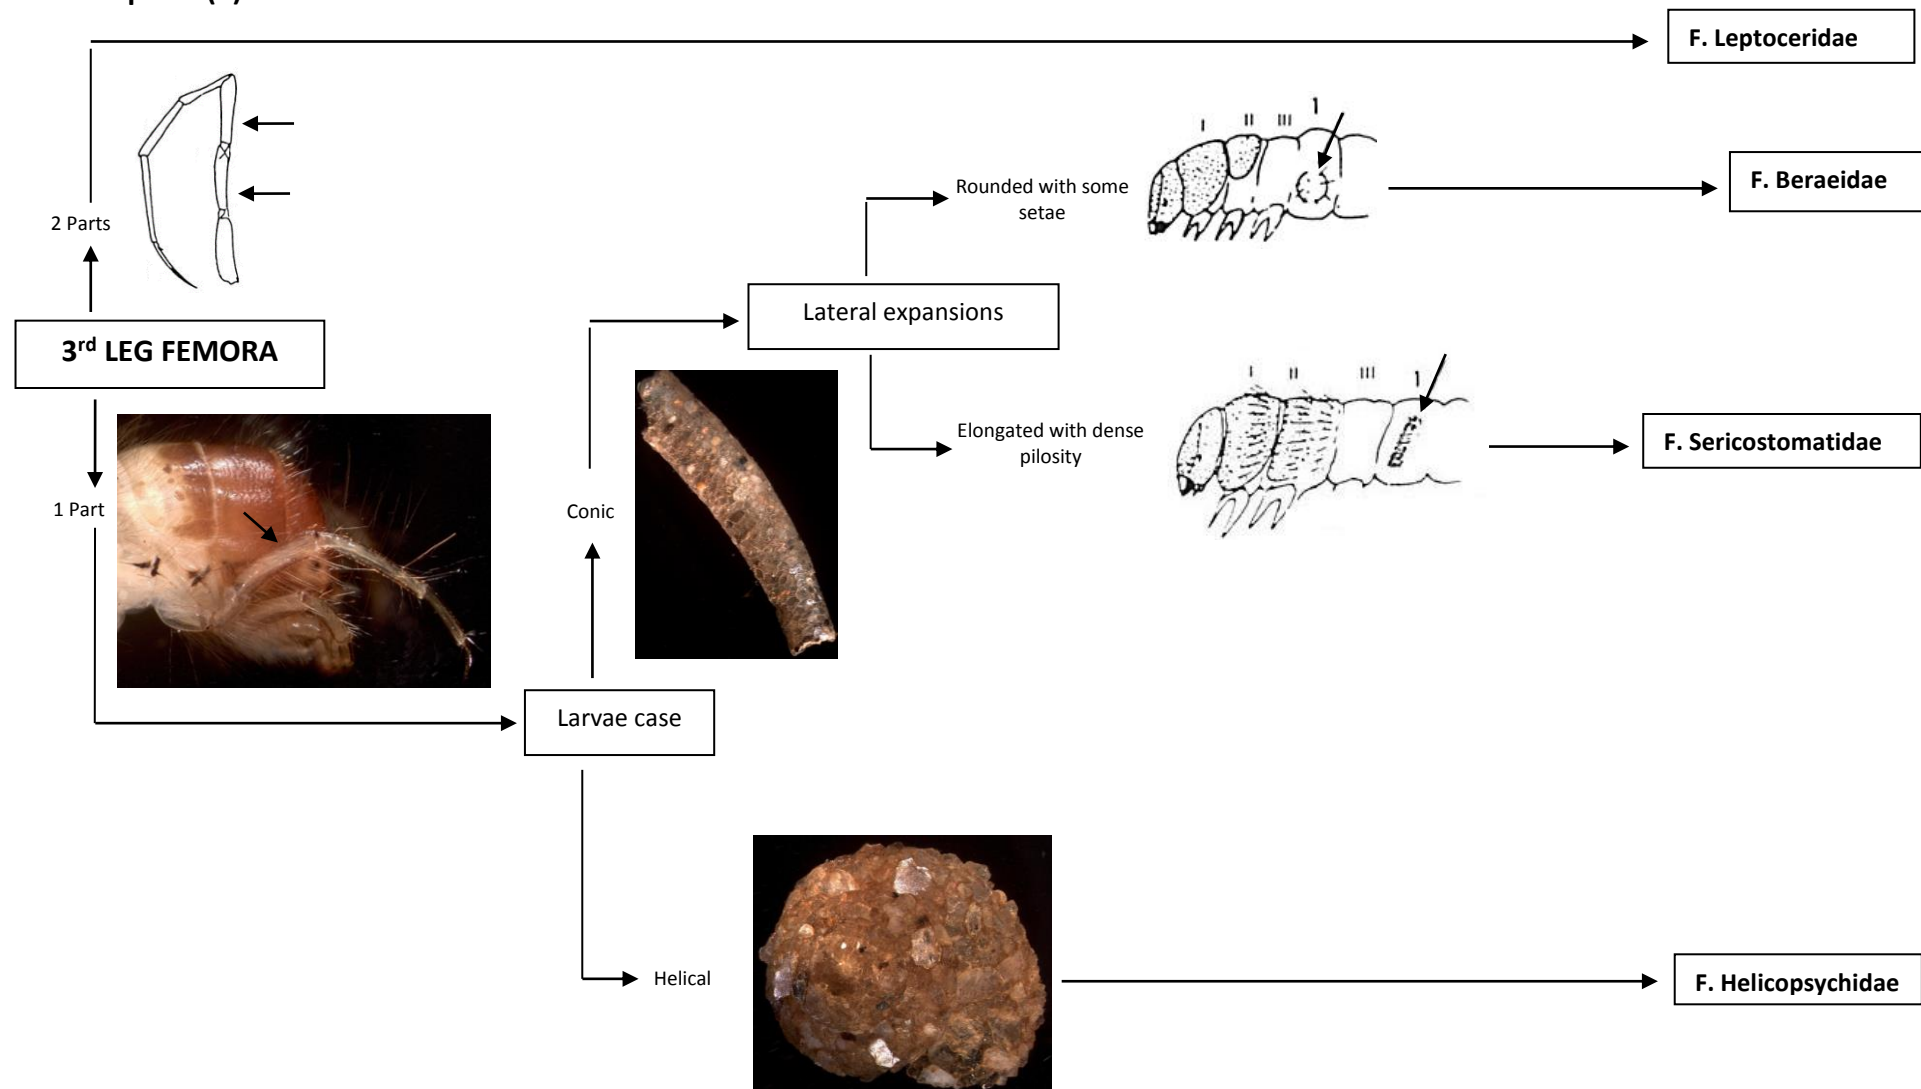 F. Leptoceridae
I II III 1
Rounded with some
setae
F. Beraeidae
2 Parts
Lateral expansions
3rd LEG FEMORA
I II III 1
Elongated with dense
pilosity
F. Sericostomatidae
1 Part
Conic
Larvae case
Helical
F. Helicopsychidae